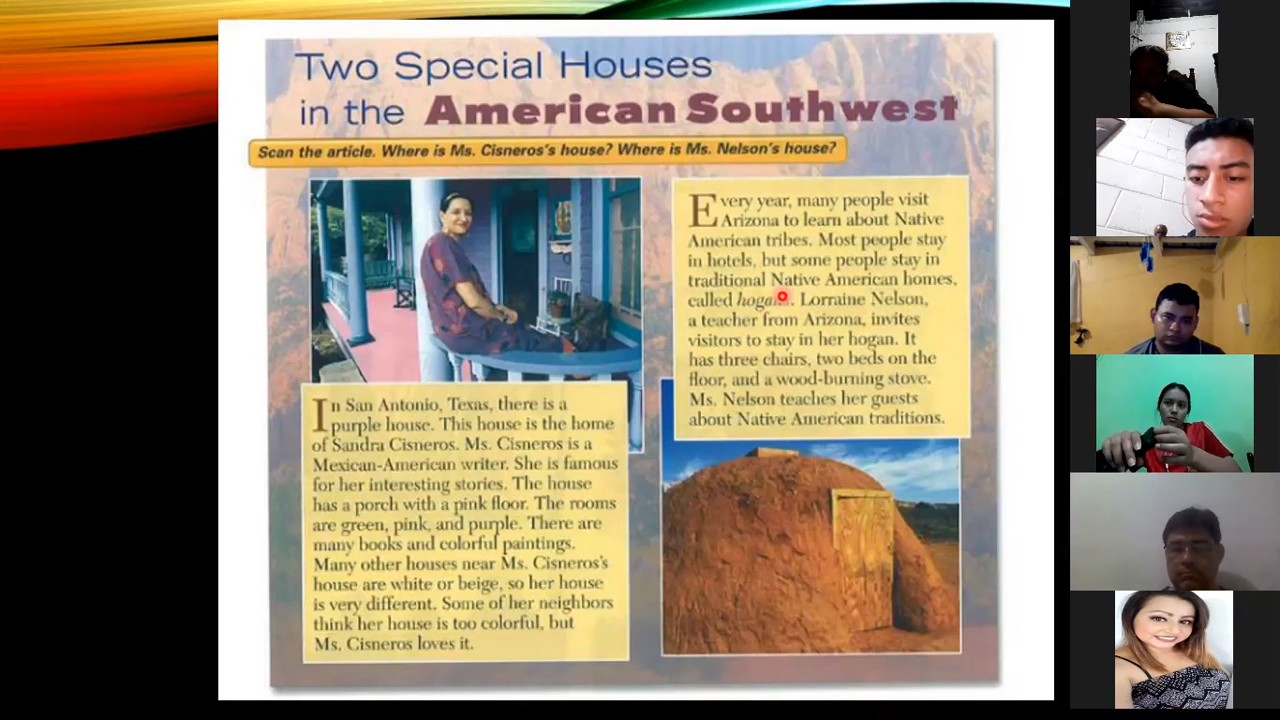 Two Special Houses
in the American Southwest
Scan the article. Where is Ms. Cisneros's house? Where is Ms. Nelson's house?
In San Antonio, Texas, there is a
purple house. This house is the home
of Sandra Cisneros. Ms. Cisneros is a
Mexican-American writer. She is famous
for her interesting stories. The house
has a porch with a pink floor. The rooms
are green, pink, and purple. There are
many books and colorful paintings.
Many other houses near Ms. Cisneros's
house are white or beige, so her house
is very different. Some of her neighbors
think her house is too colorful, but
Ms. Cisneros loves it.
Every year, many people visit
Arizona to learn about Native
American tribes. Most people stay
in hotels, but some people stay in
traditional Native American homes,
called hogans. Lorraine Nelson,
a teacher from Arizona, invites
visitors to stay in her hogan. It
has three chairs, two beds on the
floor, and a wood-burning stove.
Ms. Nelson teaches her guests
about Native American traditions.